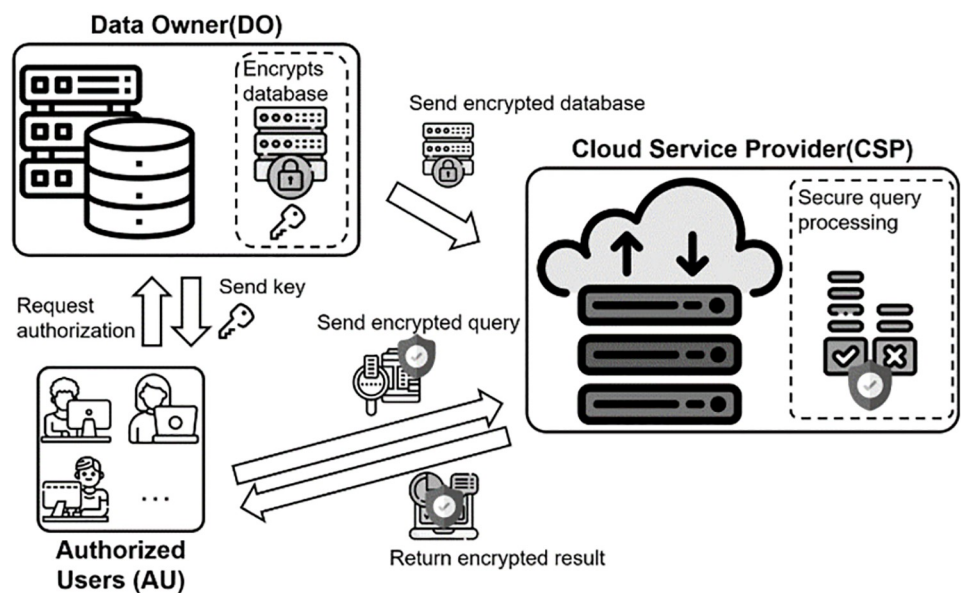 Data Owner(DO)
Encrypts
database
Send encrypted database
Cloud Service Provider(CSP)
Secure query
processing
Request
authorization
Send key
Send encrypted query
...
Return encrypted result
Authorized
Users (AU)